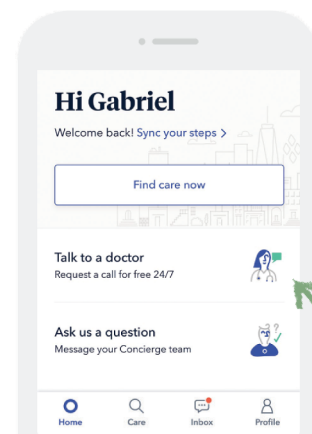 Hi Gabriel
Welcome back! Sync your steps >
Find care now
Talk to a doctor
Request a call for free 24/7
Ask us a question
Message your Concierge team
Home Care Inbox Profile